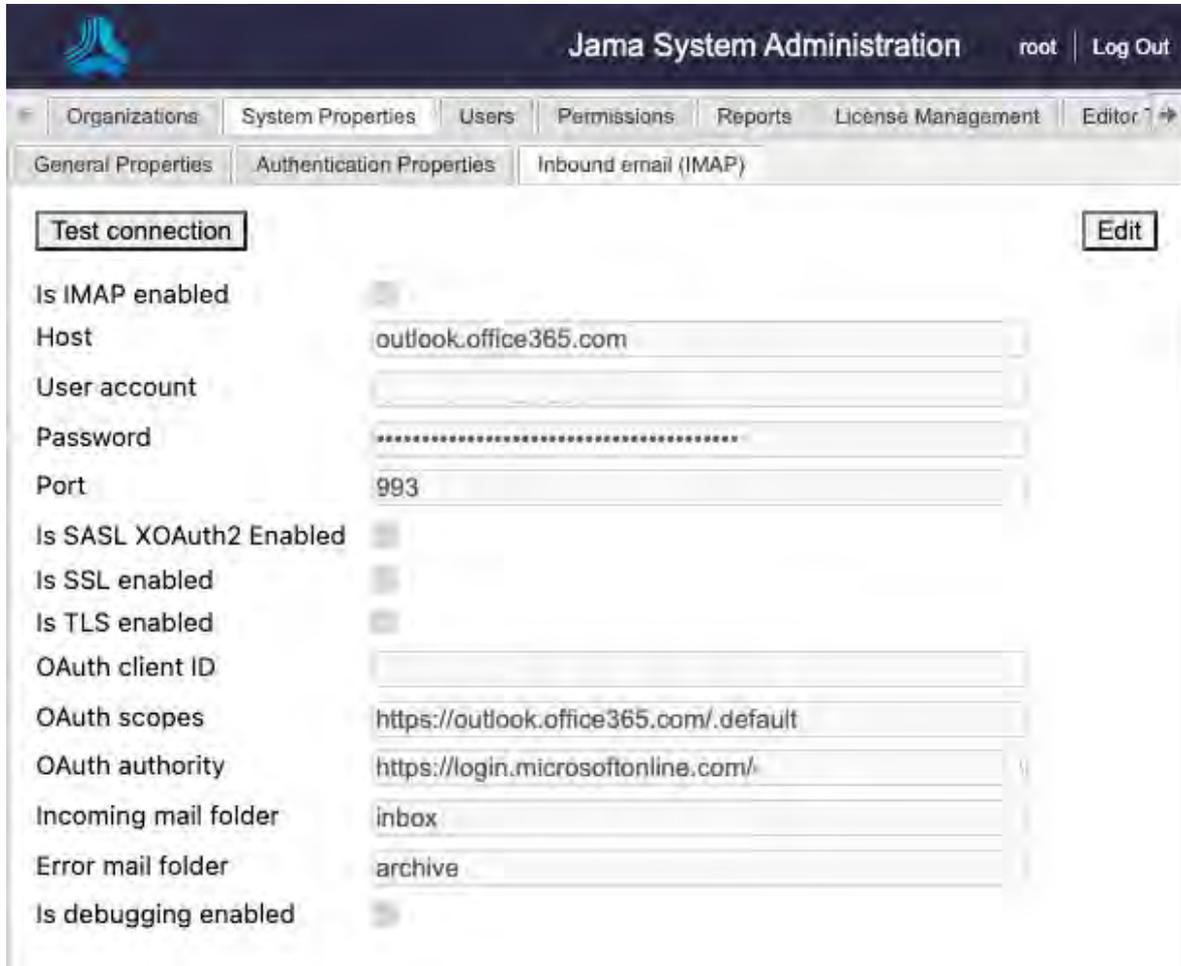 Jama System Administration root Log Out
Organizations System Properties Users Permissions Reports License Management Editor
General Properties Authentication Properties Inbound email (IMAP)
Test connection Edit
Is IMAP enabled
Host outlook.office365.com
User account
Password ••••••••••••••••••••••••••••••••••••••••
Port 993
Is SASL XOAuth2 Enabled
Is SSL enabled
Is TLS enabled
OAuth client ID
OAuth scopes https://outlook.office365.com/.default
OAuth authority https://login.microsoftonline.com/
Incoming mail folder inbox
Error mail folder archive
Is debugging enabled